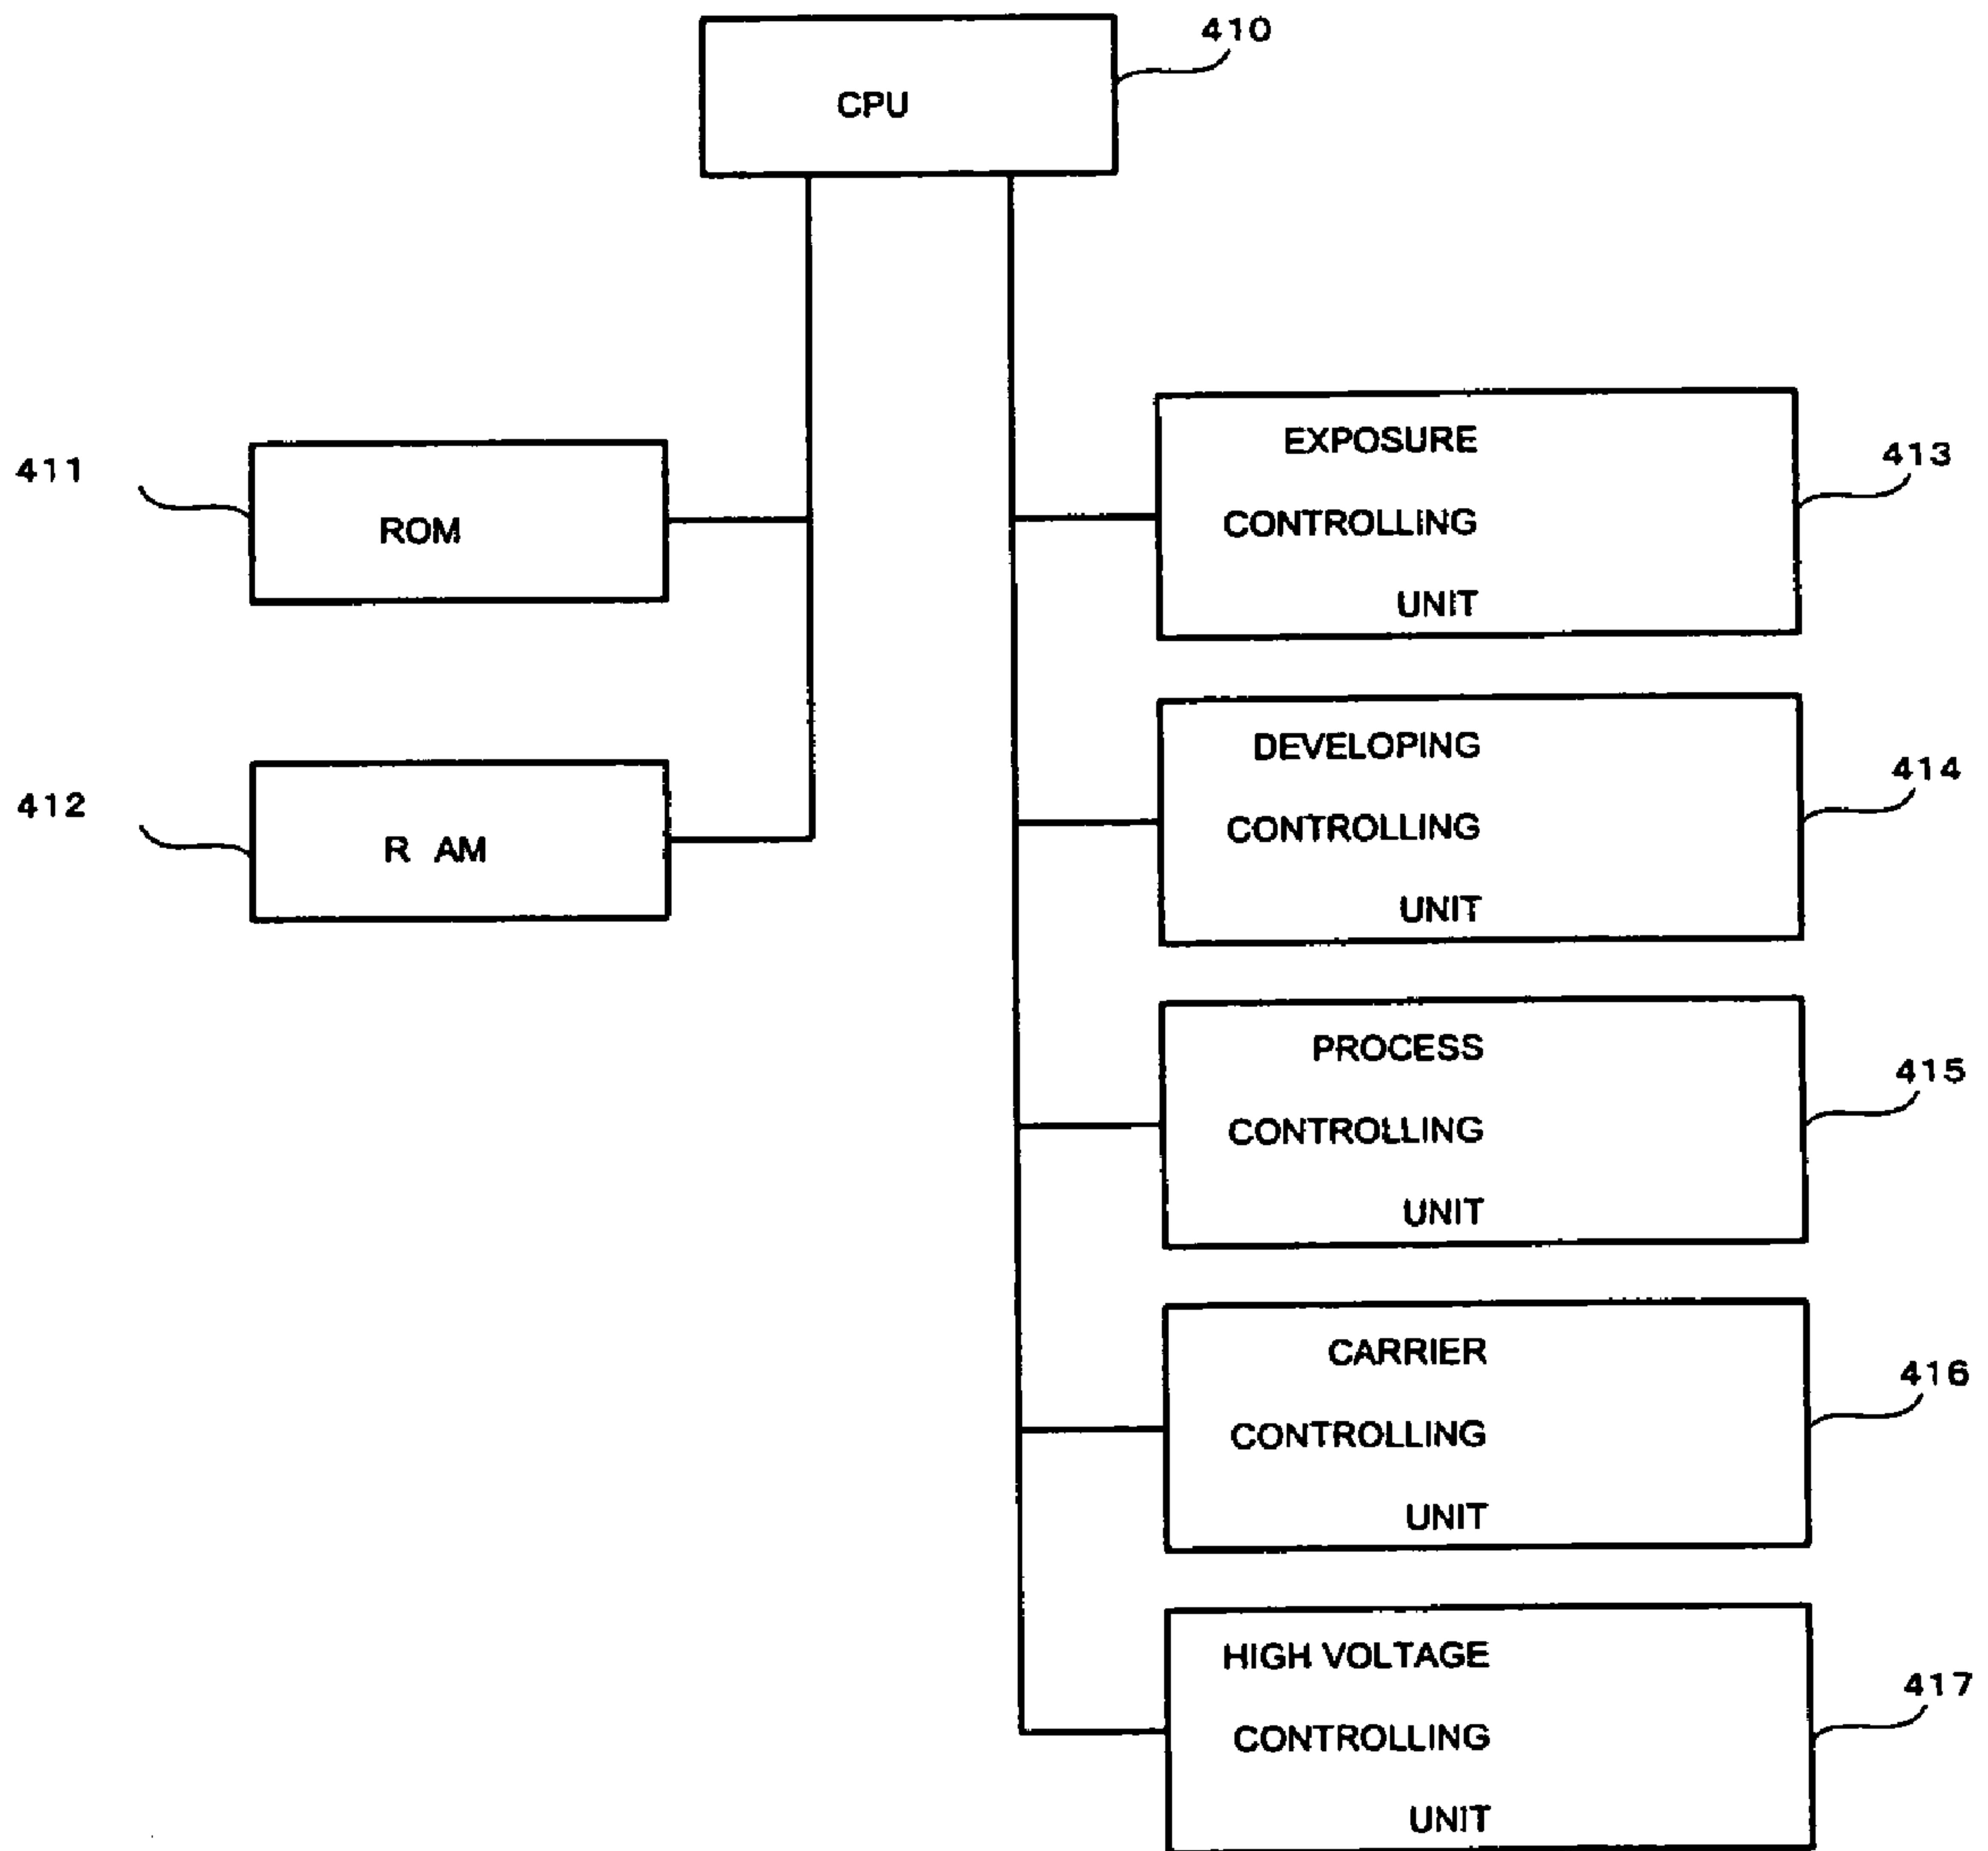 410
CPU
411
ROM
412
R AM
EXPOSURE
CONTROLLING
UNIT
413
DEVELOPING
CONTROLLING
UNIT
414
PROCESS
CONTROLLING
UNIT
415
CARRIER
CONTROLLING
UNIT
416
HIGH VOLTAGE
CONTROLLING
UNIT
417